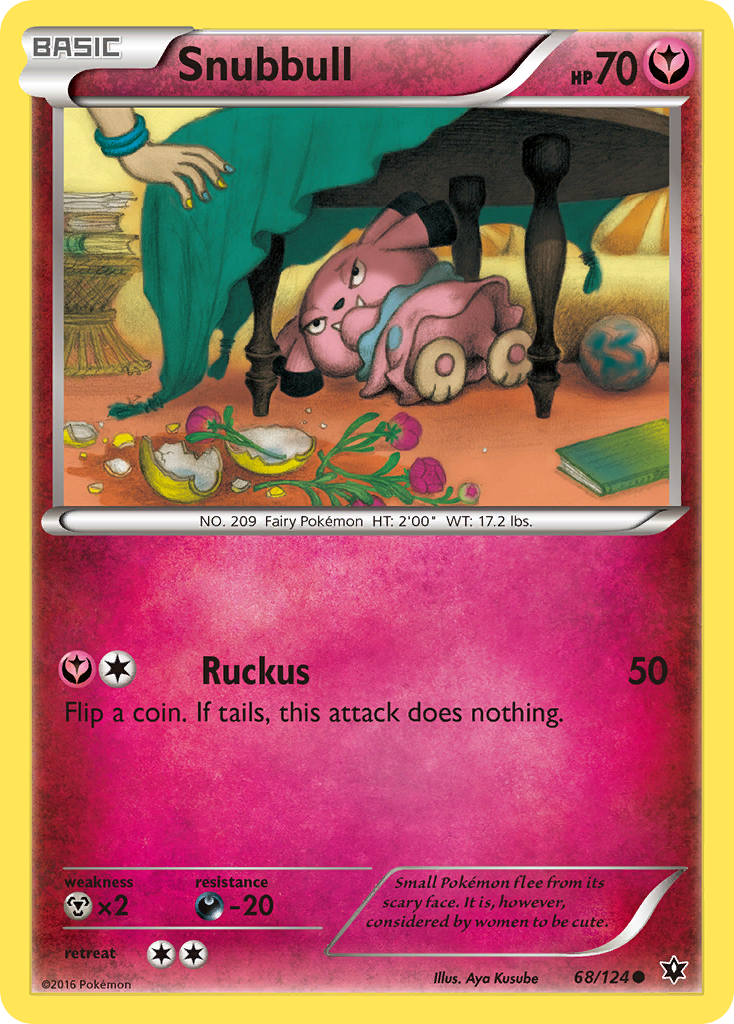 BASIC
Snubbull
HP 70
NO. 209 Fairy Pokémon HT: 2'00" WT: 17.2 lbs.
Ruckus 50
Flip a coin. If tails, this attack does nothing.
weakness
×2
resistance
-20
Small Pokémon flee from its
scary face. It is, however,
considered by women to be cute.
retreat
©2016 Pokémon
Illus. Aya Kusube
68/124